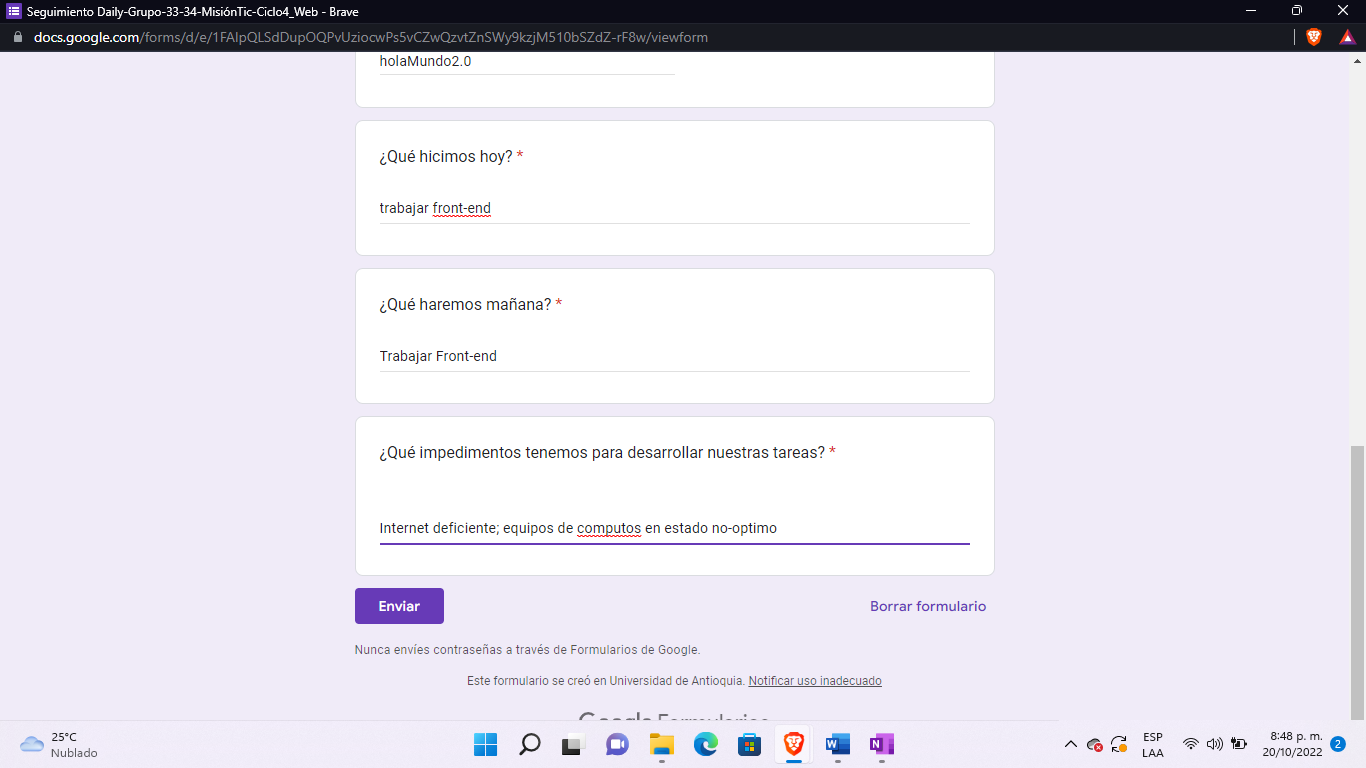 Seguimiento Daily-Grupo-33-34-MisiónTic-Ciclo4_Web - Brave
docs.google.com/forms/d/e/1FAIpQLSdDupOQPvUziocwPs5vCZwQzvtZnSWy9kzjM510bSZdZ-rF8w/viewform
holaMundo2.0
¿Qué hicimos hoy? *
trabajar front-end
¿Qué haremos mañana? *
Trabajar Front-end
¿Qué impedimentos tenemos para desarrollar nuestras tareas? *
Internet deficiente; equipos de computos en estado no-optimo
Enviar
Borrar formulario
Nunca envíes contraseñas a través de Formularios de Google.
Este formulario se creó en Universidad de Antioquia. Notificar uso inadecuado
Google Formularios
25°C
Nublado
ESP
LAA
8:48 p. m.
20/10/2022
2